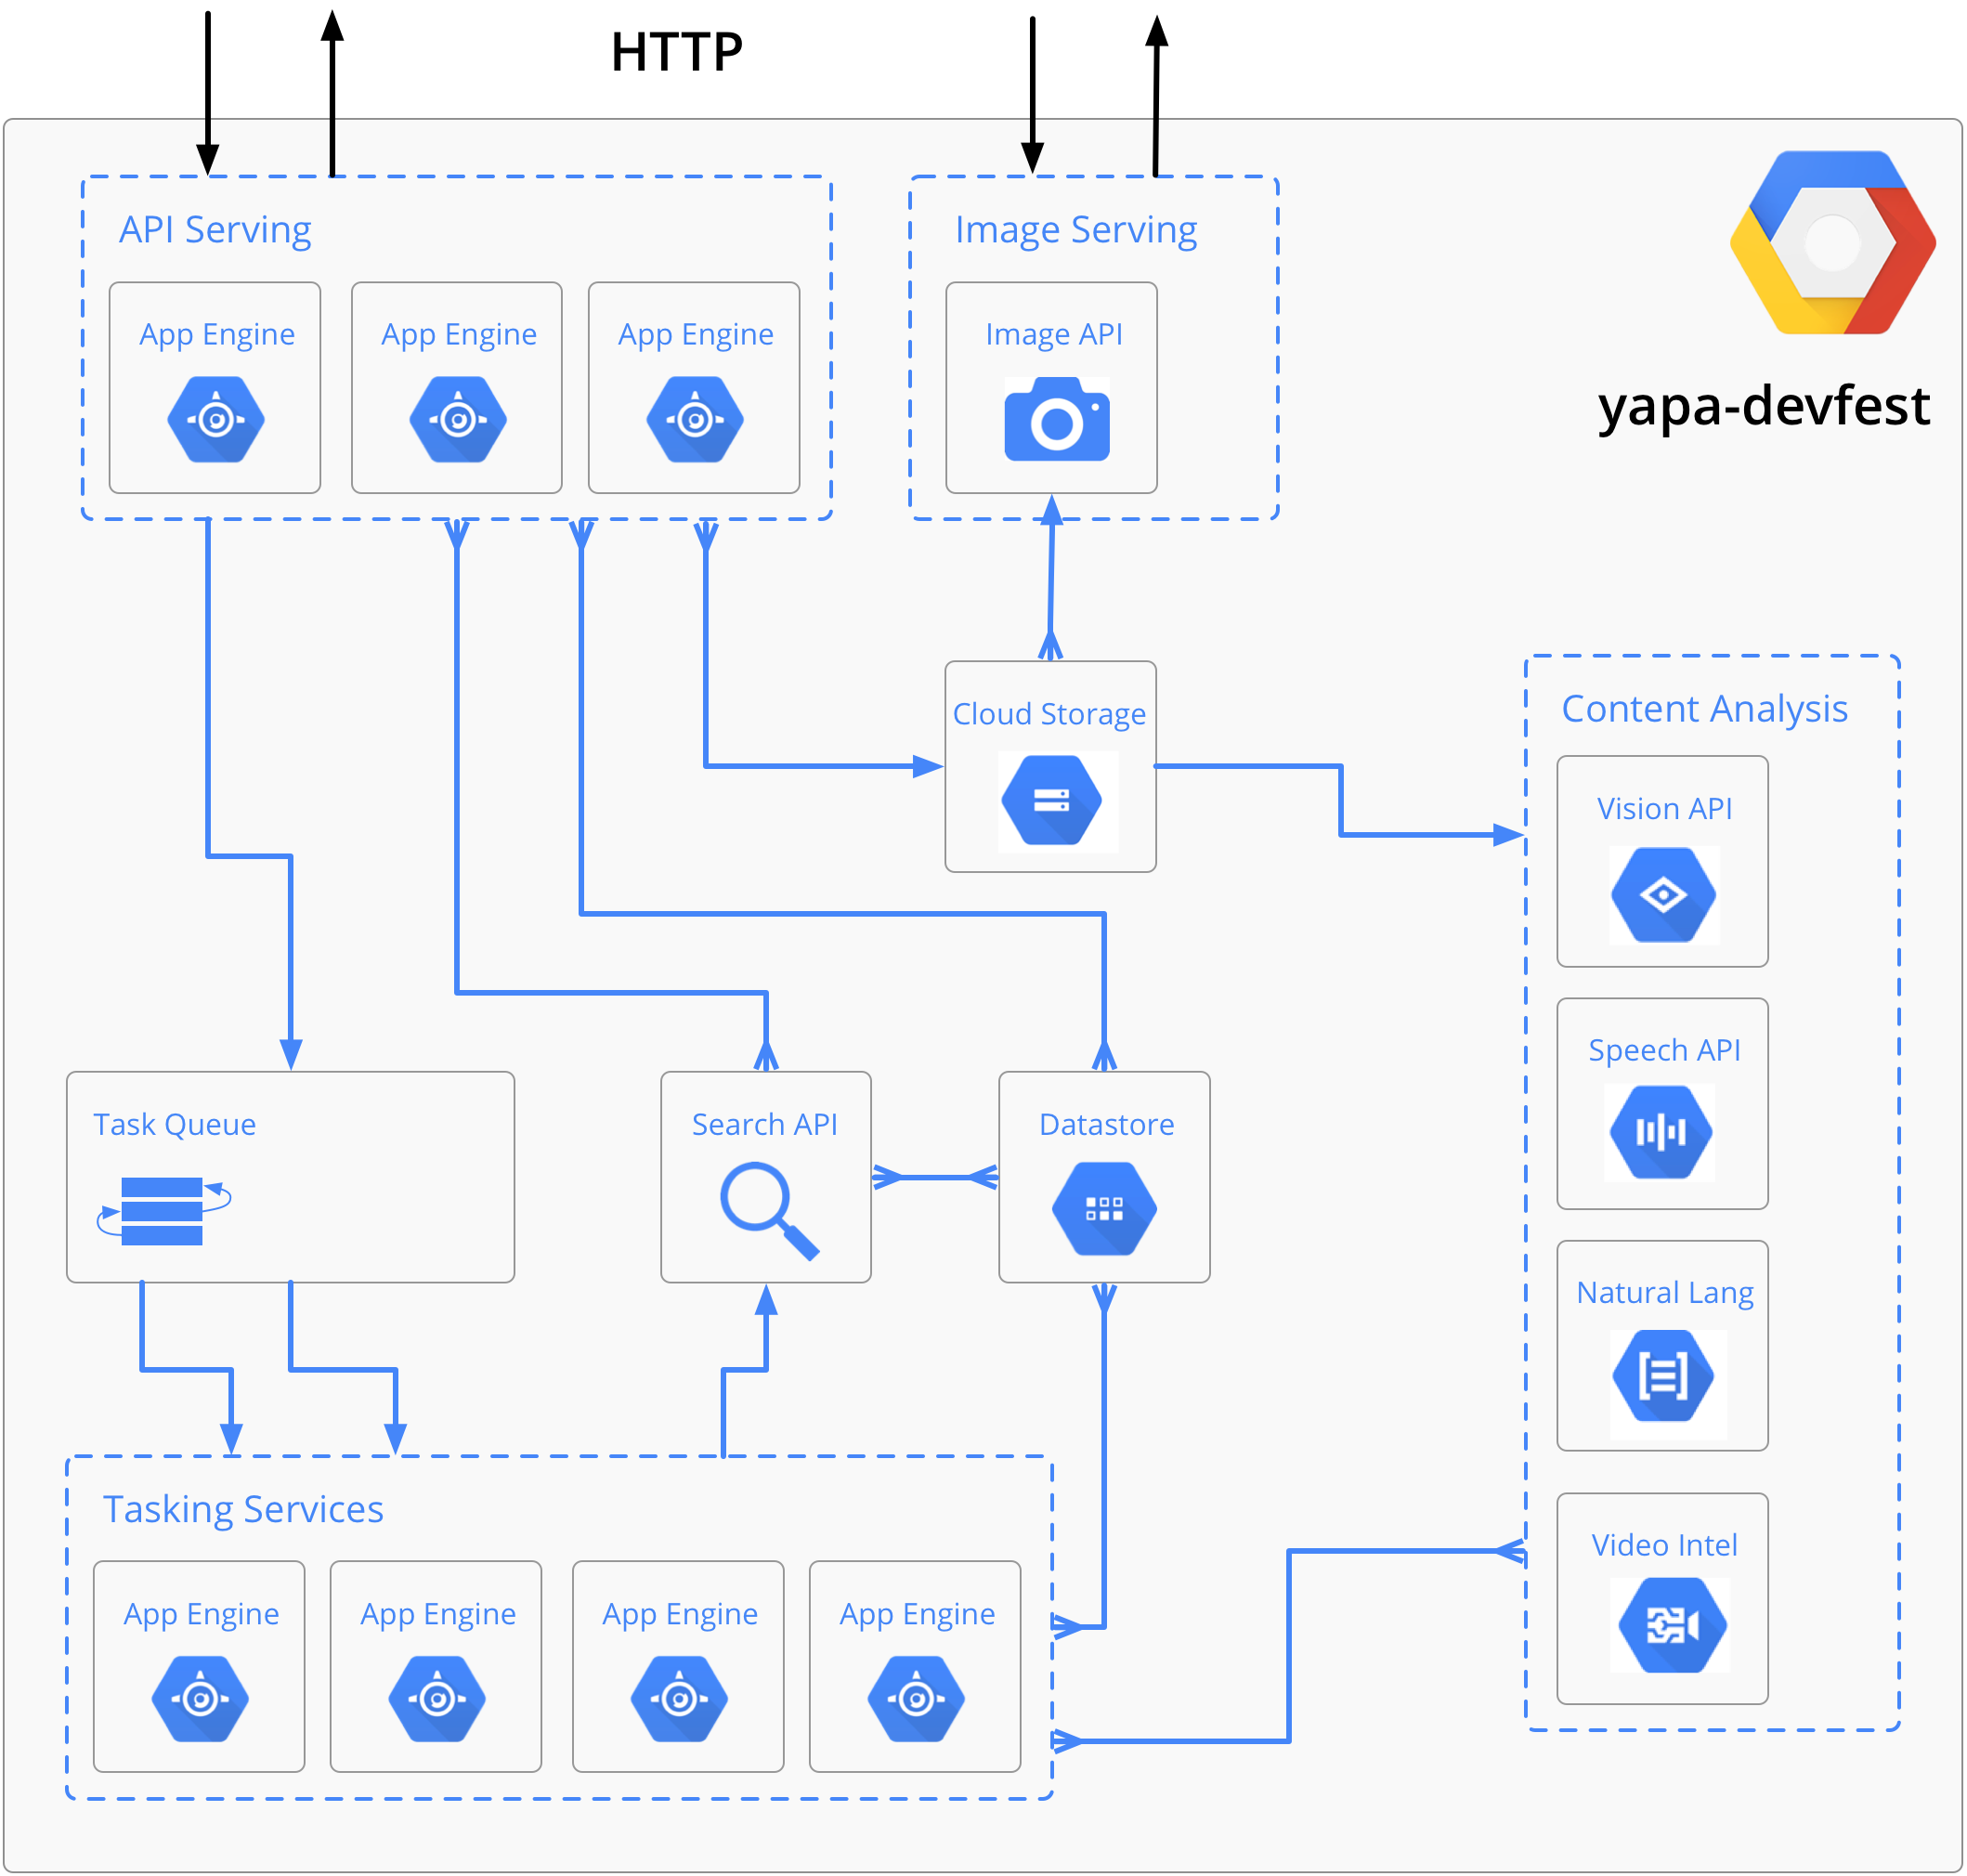 HTTP
yapa-devfest
API Serving
App Engine
App Engine
App Engine
Image Serving
Image API
Cloud Storage
Content Analysis
Vision API
Speech API
Natural Lang
Video Intel
Task Queue
Search API
Datastore
Tasking Services
App Engine
App Engine
App Engine
App Engine